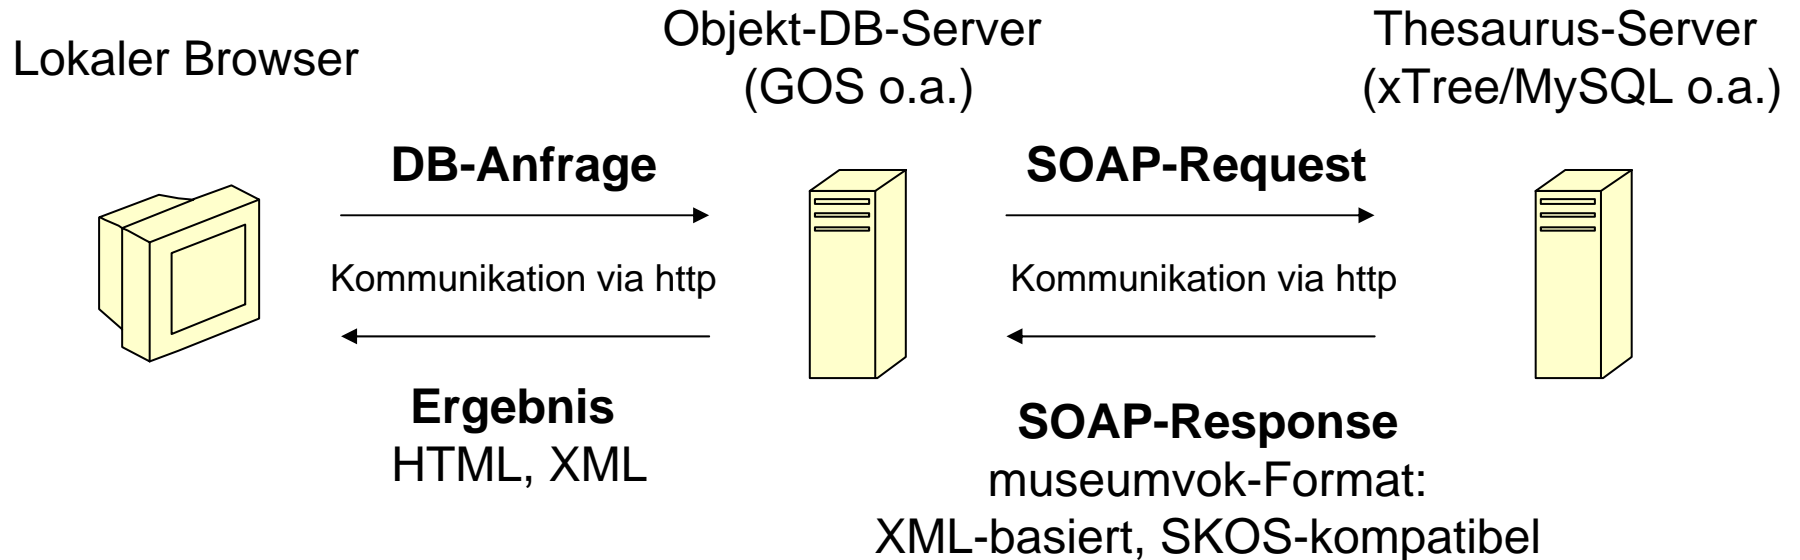 Lokaler Browser
Objekt-DB-Server
(GOS o.a.)
Thesaurus-Server
(xTree/MySQL o.a.)
DB-Anfrage
Kommunikation via http
Ergebnis
HTML, XML
SOAP-Request
Kommunikation via http
SOAP-Response
museumvok-Format:
XML-basiert, SKOS-kompatibel